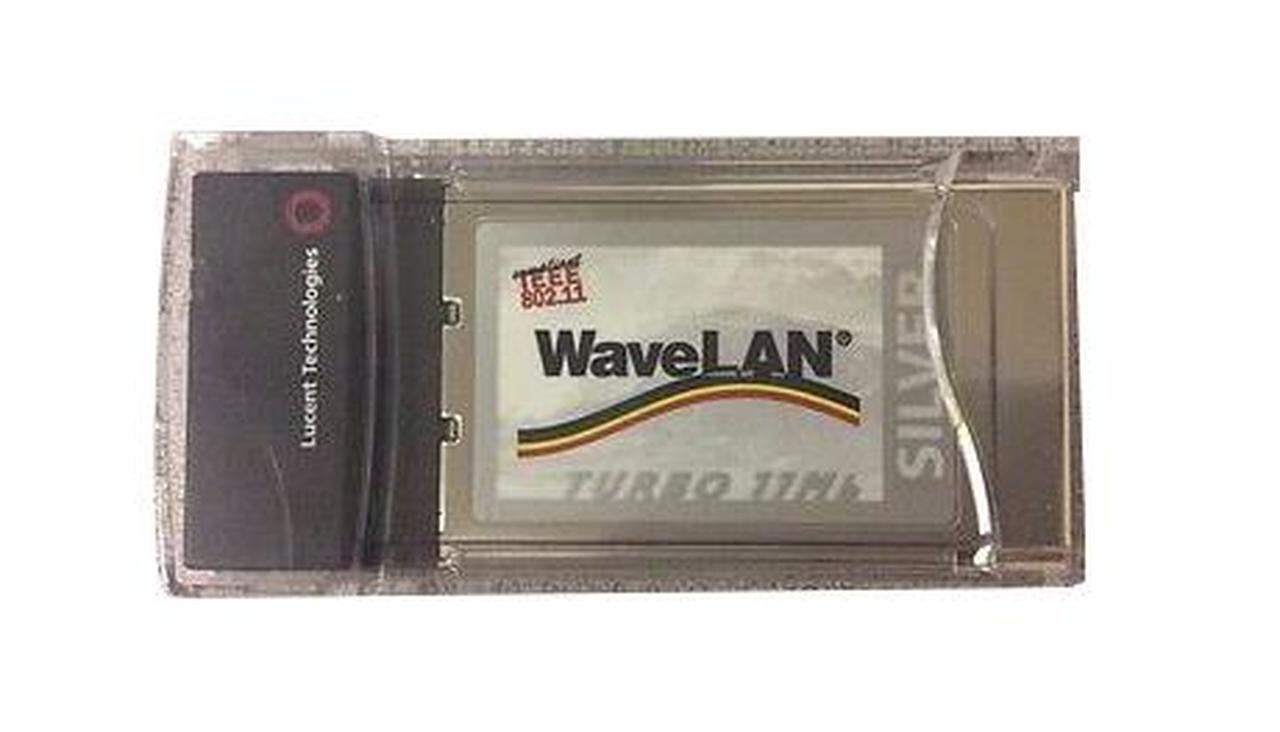 Lucent Technologies
IEEE
802.11
WaveLAN®
TURBO 11Mb
SILVER